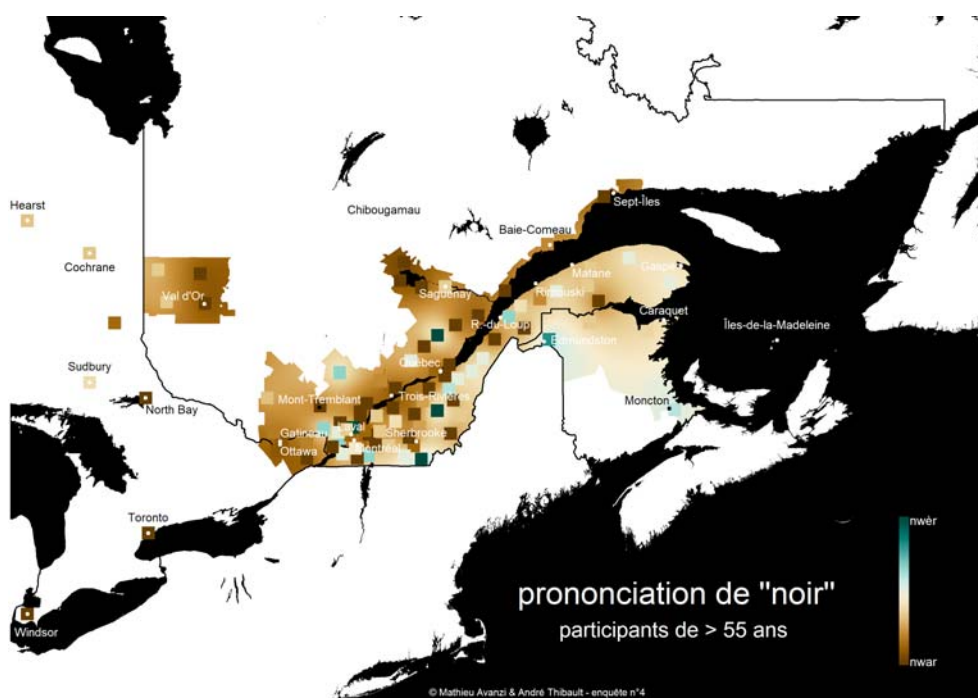 Hearst
Chibougamau
Sept-Îles
Baie-Comeau
Cochrane
Matane
Gaspé
Val d'Or
Saguenay
Rimouski
Caraquet
R.-du-Loup
Îles-de-la-Madeleine
Edmundston
Québec
Sudbury
Mont-Tremblant
Trois-Rivières
Moncton
North Bay
Laval
Gatineau
Sherbrooke
Ottawa
Montréal
Toronto
nwèr
prononciation de "noir"
participants de > 55 ans
Windsor
nwar
© Mathieu Avanzi & André Thibault - enquête n°4